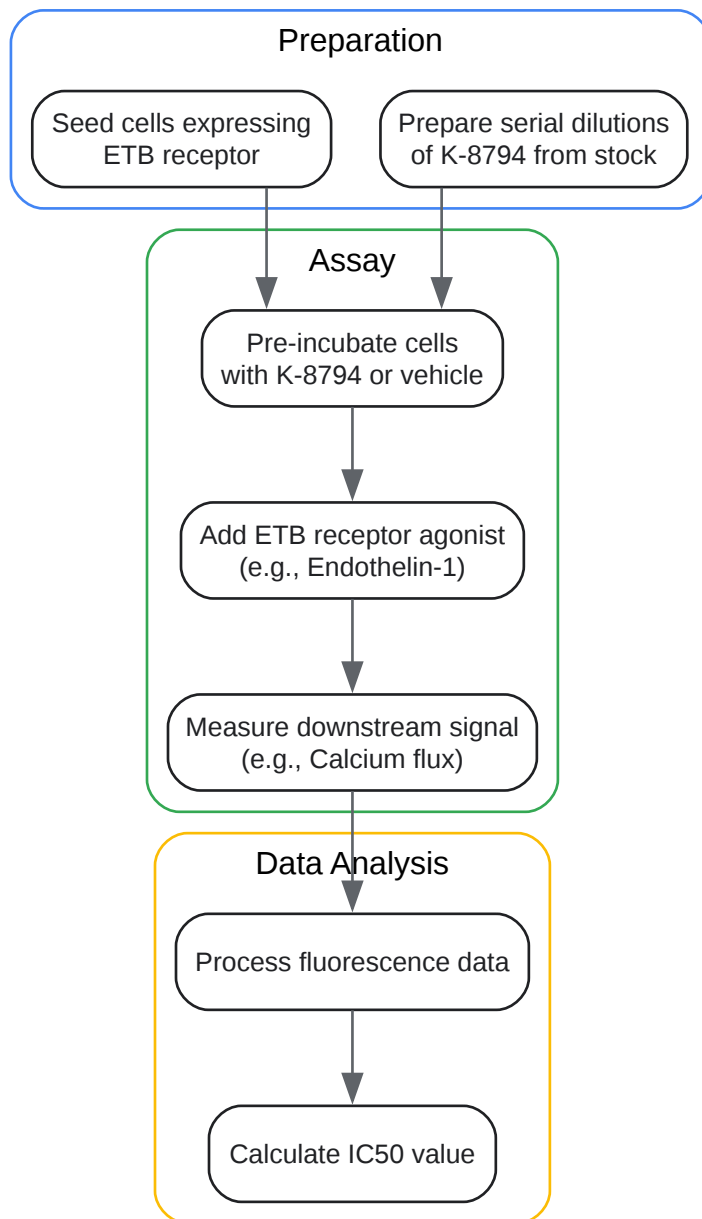 Preparation
Seed cells expressing
ETB receptor
Prepare serial dilutions
of K-8794 from stock
Assay
Pre-incubate cells
with K-8794 or vehicle
Add ETB receptor agonist
(e.g., Endothelin-1)
Measure downstream signal
(e.g., Calcium flux)
Data Analysis
Process fluorescence data
Calculate IC50 value